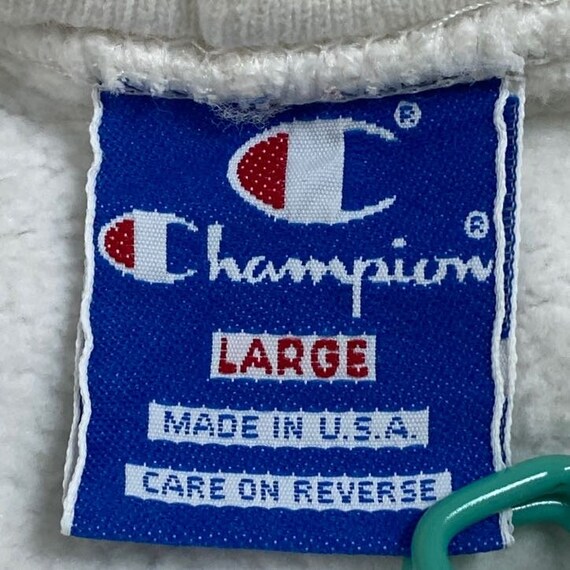 ®
Champion®
LARGE
MADE IN U.S.A.
CARE ON REVERSE